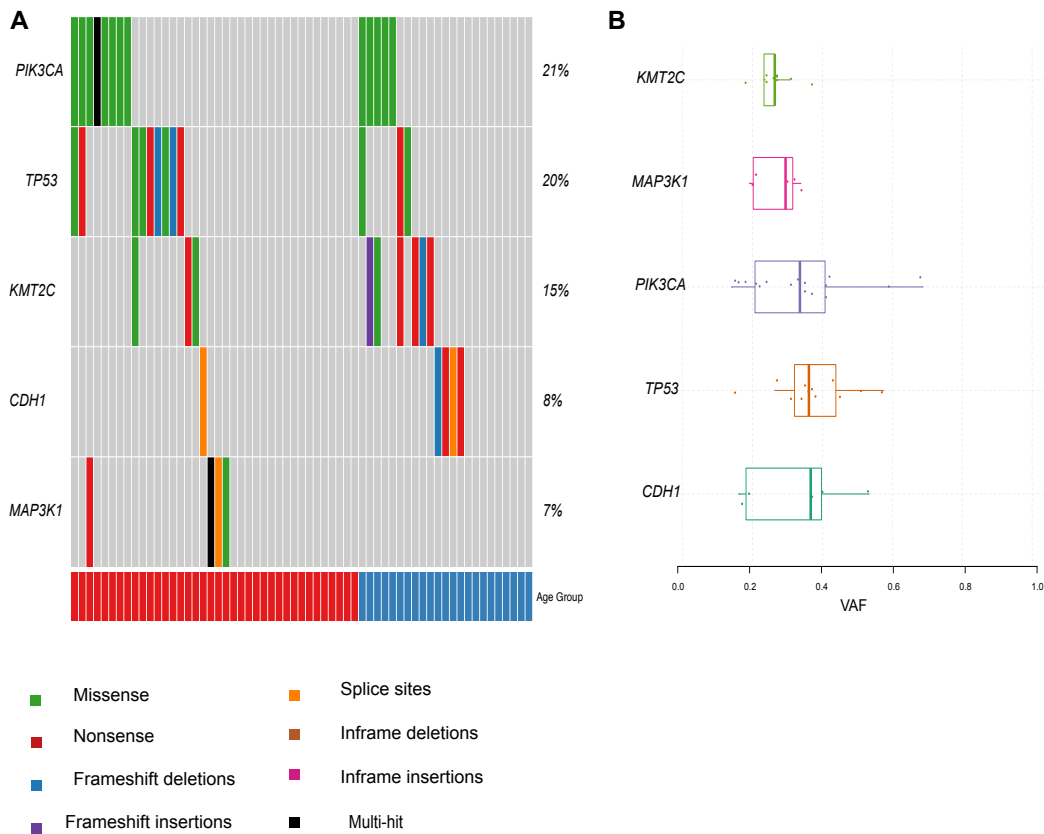 A
B
PIK3CA
21%
TP53
20%
KMT2C
15%
CDH1
8%
MAP3K1
7%
Age Group
KMT2C
MAP3K1
PIK3CA
TP53
CDH1
0.0 0.2 0.4 0.6 0.8 1.0
VAF
Missense
Nonsense
Frameshift deletions
Frameshift insertions
Splice sites
Inframe deletions
Inframe insertions
Multi-hit